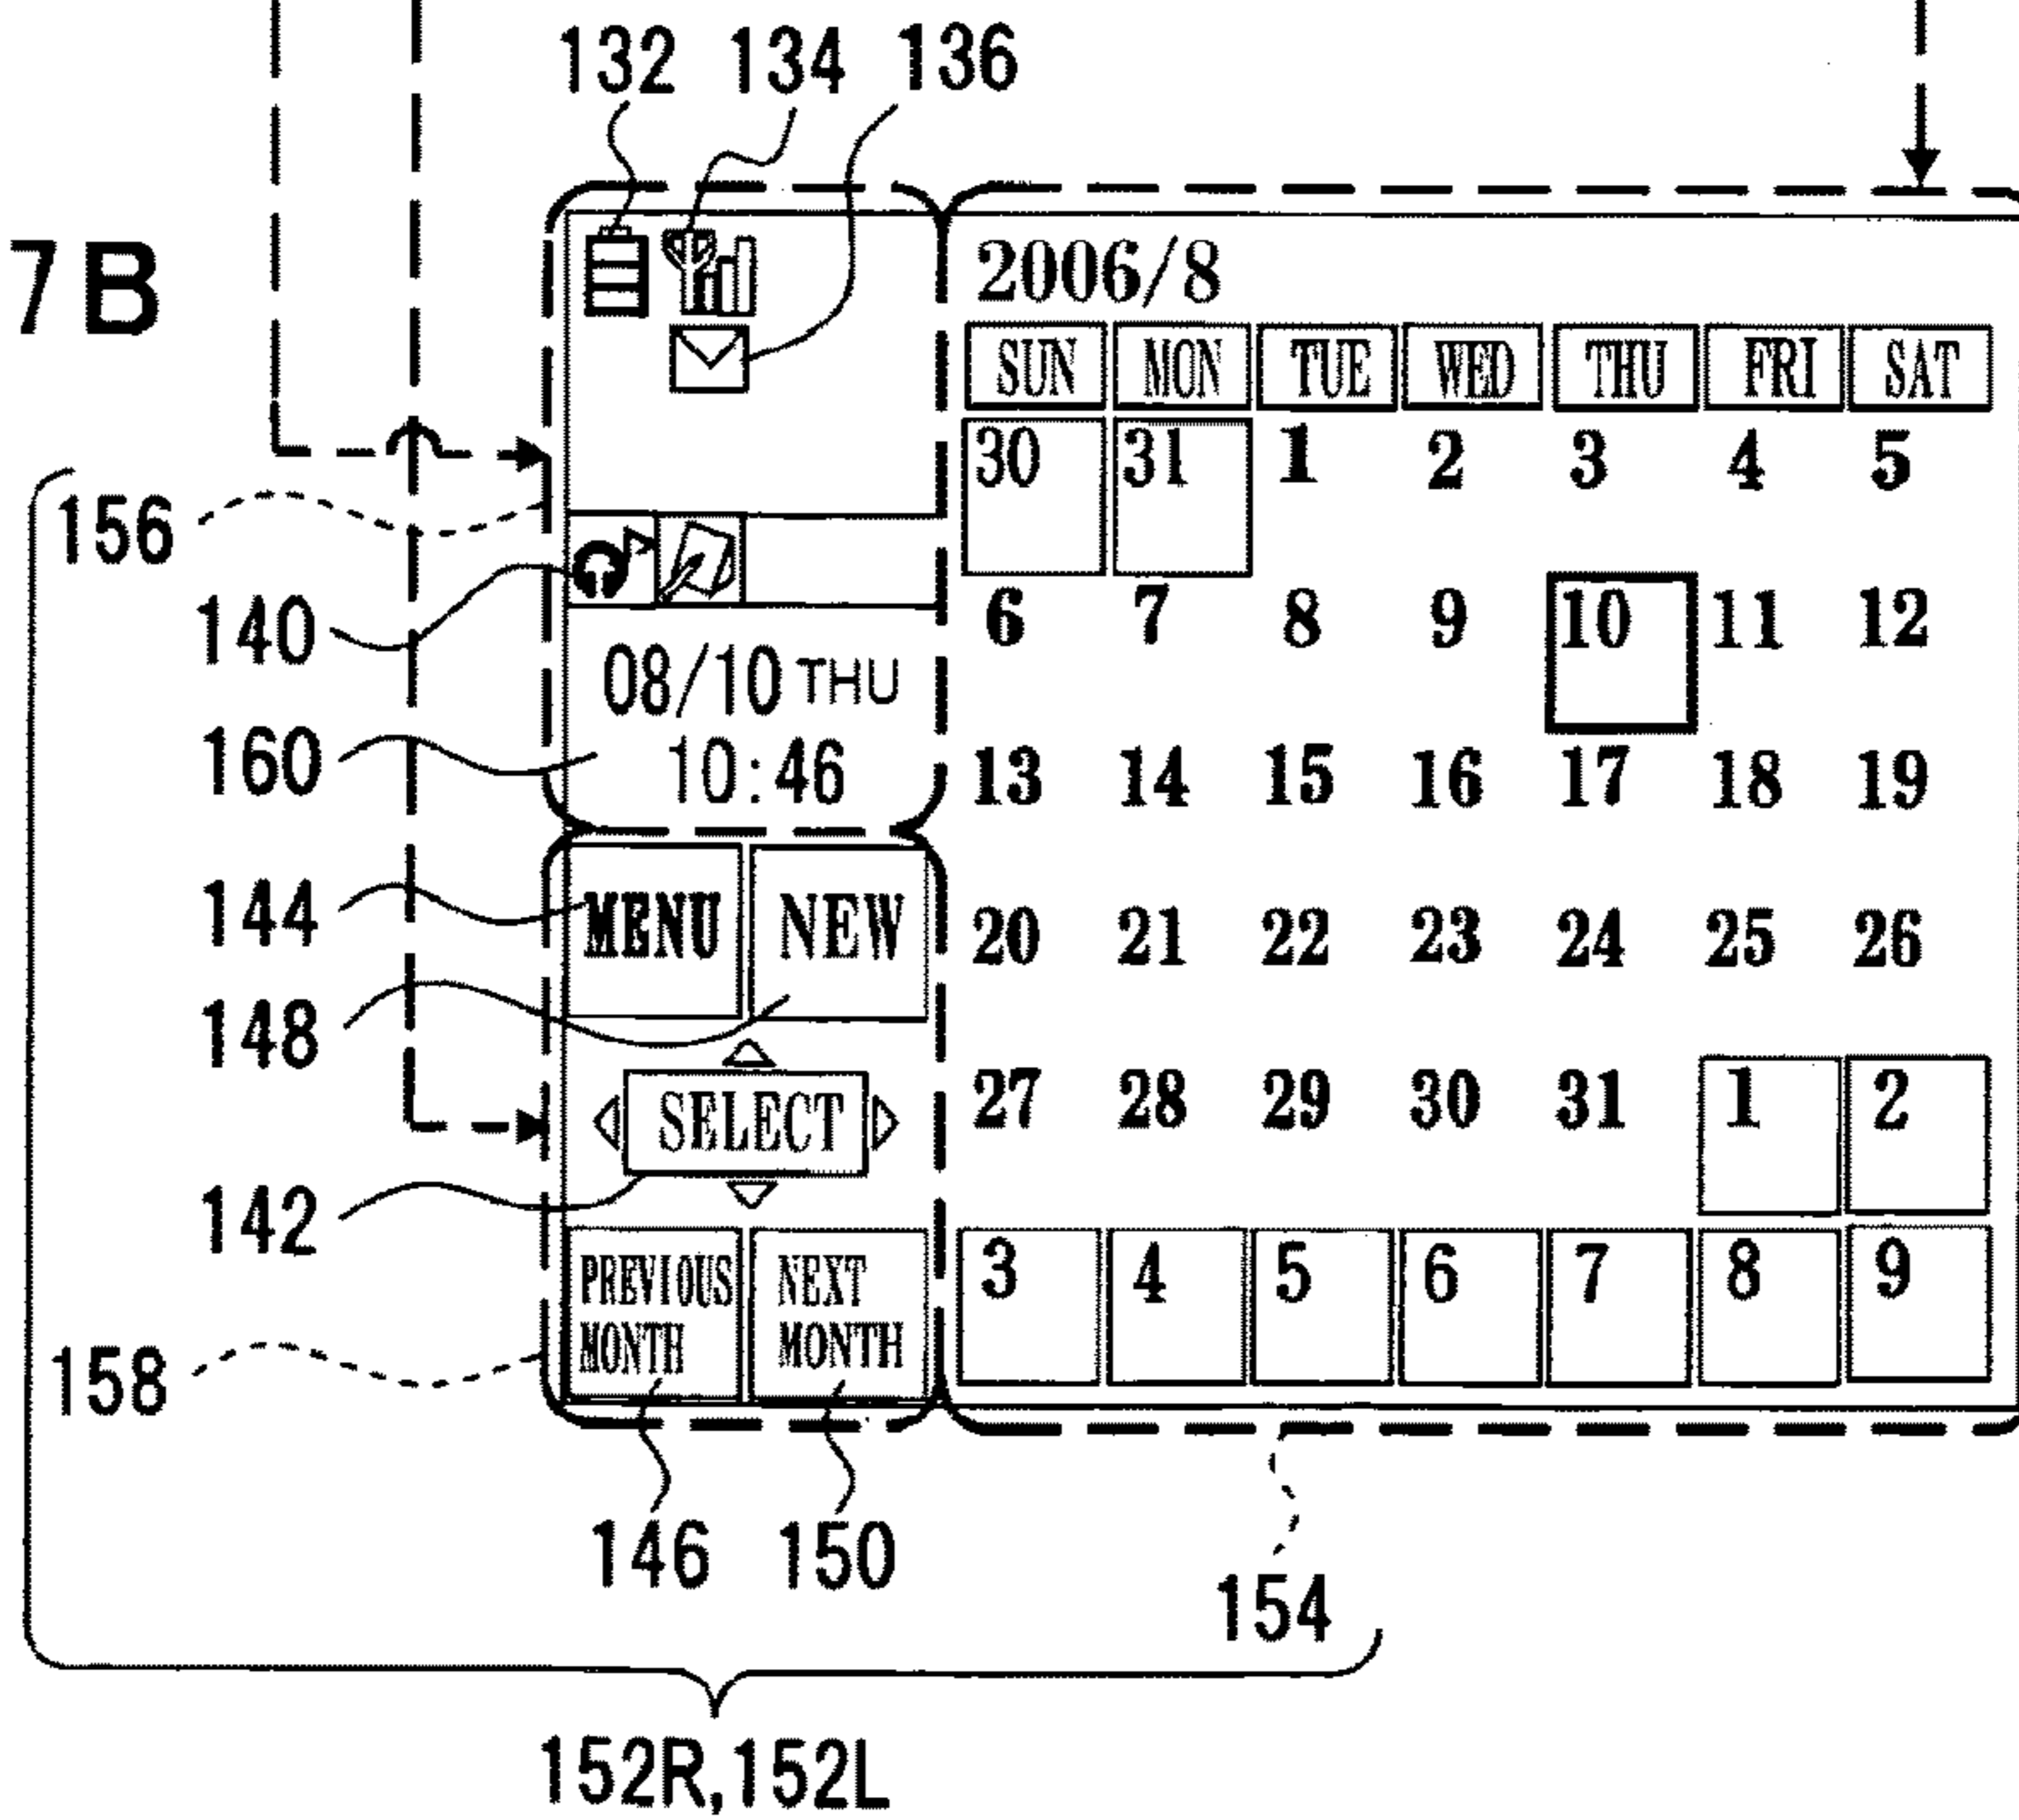 132 134 136
7B
2006/8
SUN MON TUE WED THU FRI SAT
30 31 1 2 3 4 5
6 7 8 9 10 11 12
13 14 15 16 17 18 19
20 21 22 23 24 25 26
27 28 29 30 31 1 2
3 4 5 6 7 8 9
156
140
08/10 THU
160
10:46
144
MENU NEW
148
SELECT
142
PREVIOUS
MONTH
NEXT
MONTH
158
146 150
154
152R,152L